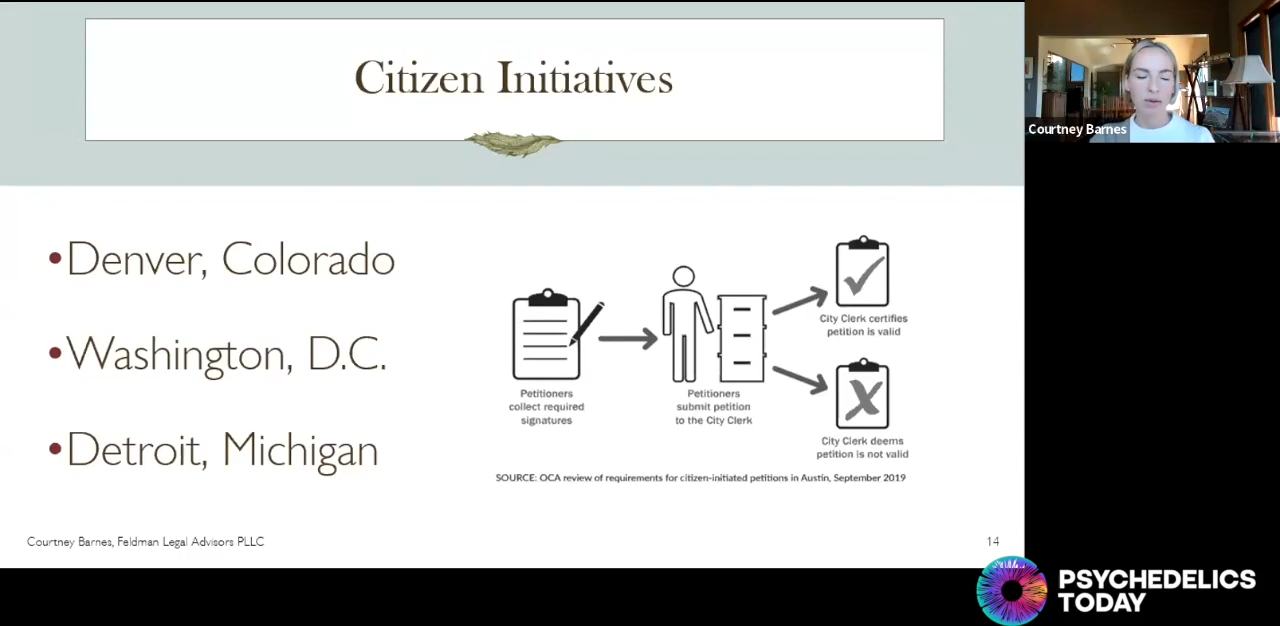 Citizen Initiatives
Courtney Barnes
•Denver, Colorado
•Washington, D.C.
•Detroit, Michigan
Petitioners
collect required
signatures
Petitioners
submit petition
to the City Clerk
City Clerk certifies
petition is valid
City Clerk deems
petition is not valid
SOURCE: OCA review of requirements for citizen-initiated petitions in Austin, September 2019
Courtney Barnes, Feldman Legal Advisors PLLC
14
PSYCHEDELICS
TODAY